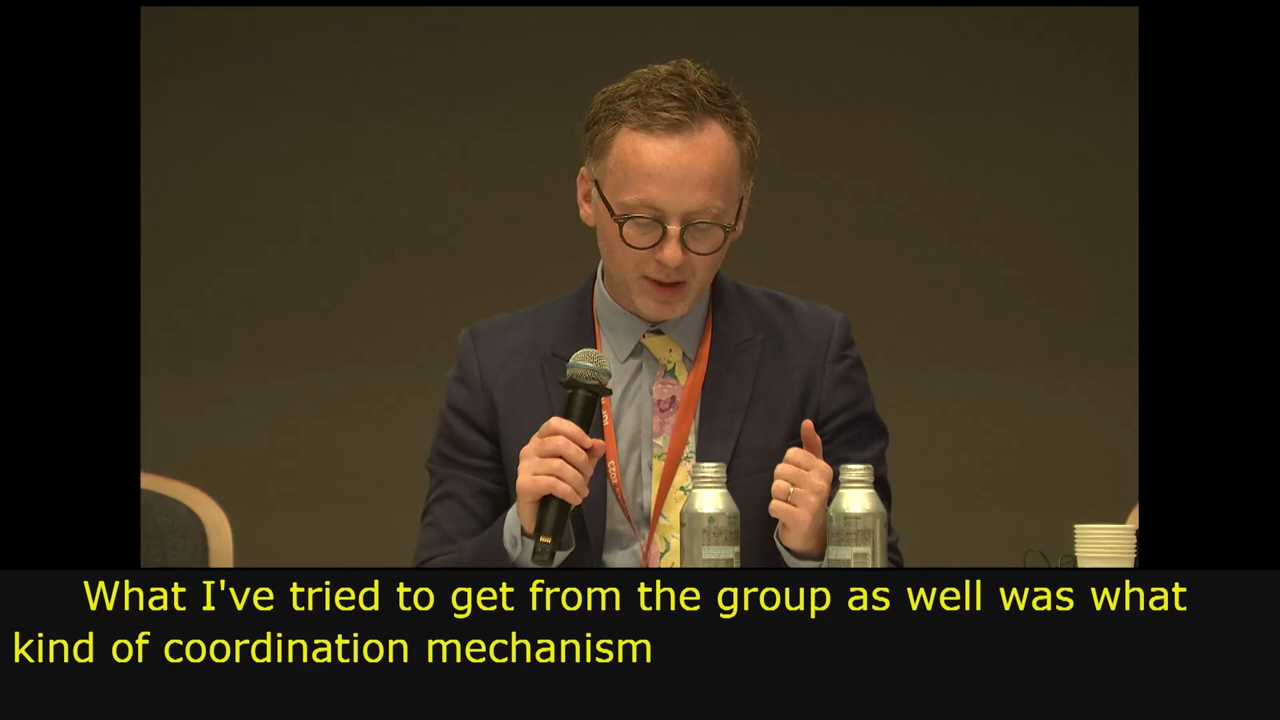 What I've tried to get from the group as well was what
kind of coordination mechanism